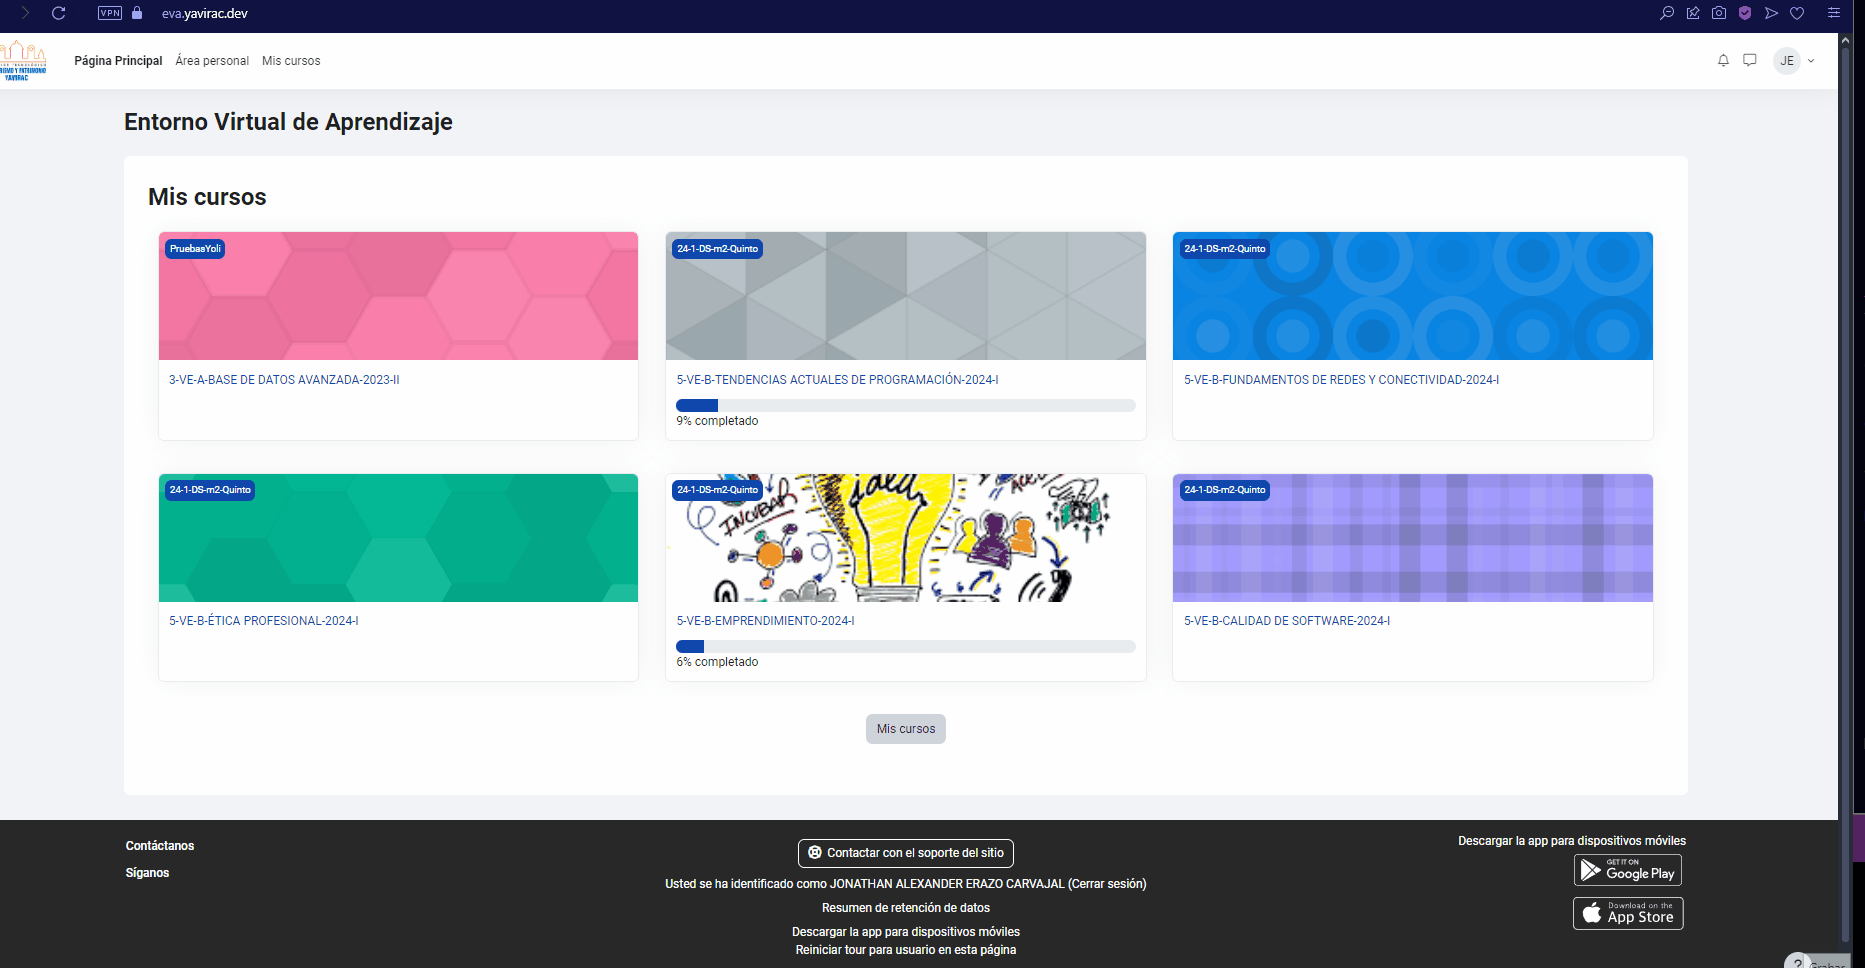 VPN
eva.yavirac.dev
YAVIRAC
Página Principal
Área personal
Mis cursos
JE
Entorno Virtual de Aprendizaje
Mis cursos
PruebasYoli
24-1-DS-m2-Quinto
24-1-DS-m2-Quinto
3-VE-A-BASE DE DATOS AVANZADA-2023-II
5-VE-B-TENDENCIAS ACTUALES DE PROGRAMACIÓN-2024-I
5-VE-B-FUNDAMENTOS DE REDES Y CONECTIVIDAD-2024-I
9% completado
24-1-DS-m2-Quinto
24-1-DS-m2-Quinto
24-1-DS-m2-Quinto
idea
INCUBAR
5-VE-B-ÉTICA PROFESIONAL-2024-I
5-VE-B-EMPRENDIMIENTO-2024-I
5-VE-B-CALIDAD DE SOFTWARE-2024-I
6% completado
Mis cursos
Contáctanos
Síganos
Contactar con el soporte del sitio
Usted se ha identificado como JONATHAN ALEXANDER ERAZO CARVAJAL (Cerrar sesión)
Resumen de retención de datos
Descargar la app para dispositivos móviles
Reiniciar tour para usuario en esta página
Descargar la app para dispositivos móviles
GET IT ON
Google Play
Download on the
App Store
?